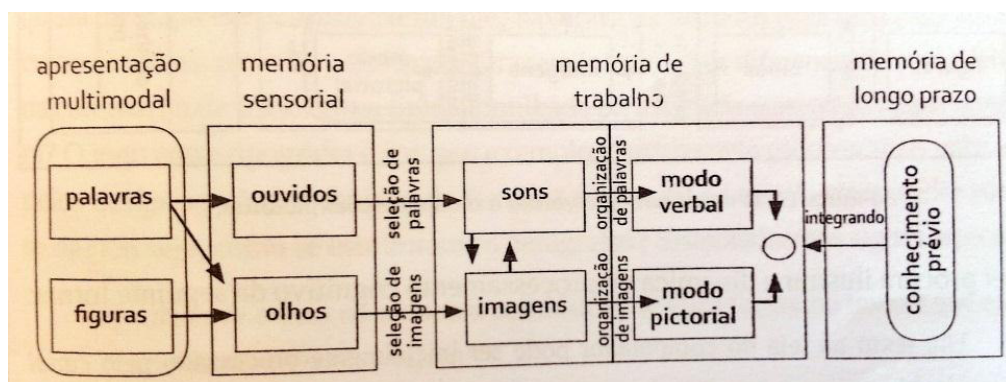 apresentação
multimodal
memória
sensorial
memória de
trabalho
memória de
longo prazo
palavras
figuras
ouvidos
olhos
seleção de
palavras
seleção de
imagens
sons
imagens
organização
de palavras
organização
de imagens
modo
verbal
modo
pictorial
integrando
conhecimento
prévio